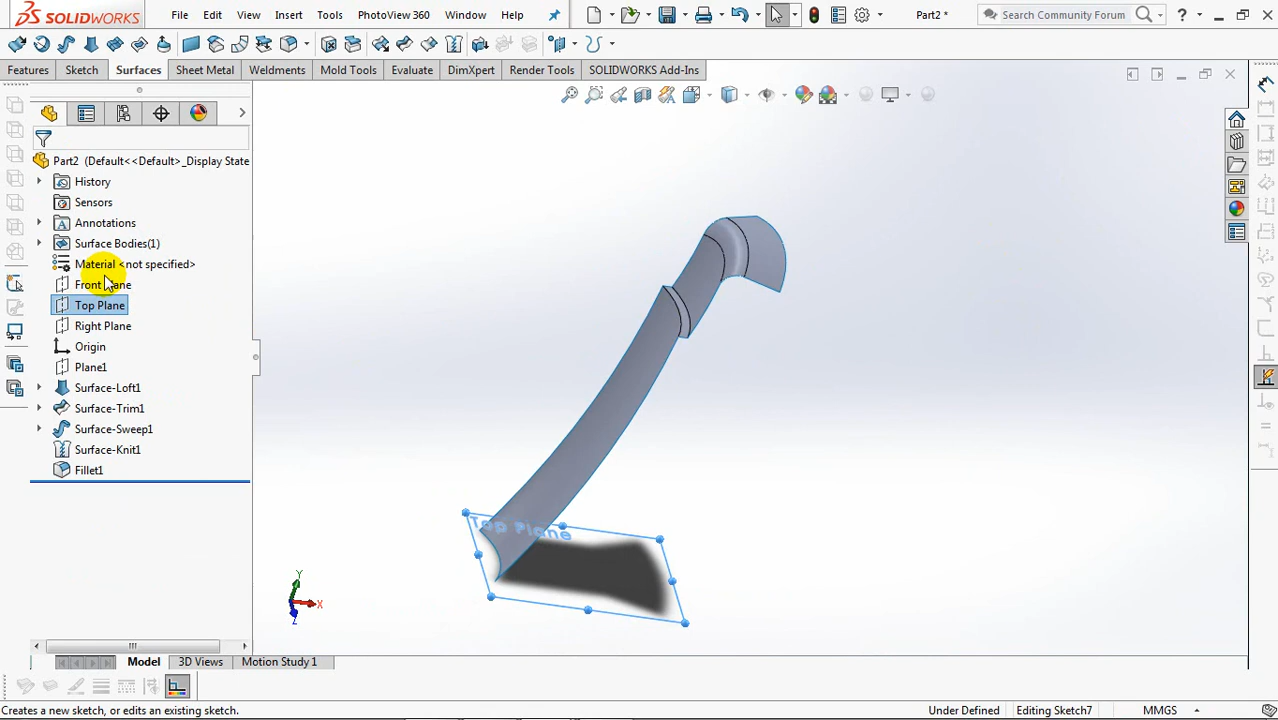 SOLIDWORKS File Edit View Insert Tools PhotoView 360 Window Help Part2 * Search Community Forum ?
Features Sketch Surfaces Sheet Metal Weldments Mold Tools Evaluate DimXpert Render Tools SOLIDWORKS Add-Ins
Part2 (Default<<Default>_Display State
History
Sensors
Annotations
Surface Bodies(1)
Material <not specified>
Front Plane
Top Plane
Right Plane
Origin
Plane1
Surface-Loft1
Surface-Trim1
Surface-Sweep1
Surface-Knit1
Fillet1
Top Plane
Y
X
Z
Model 3D Views Motion Study 1
Creates a new sketch, or edits an existing sketch. Under Defined Editing Sketch7 MMGS